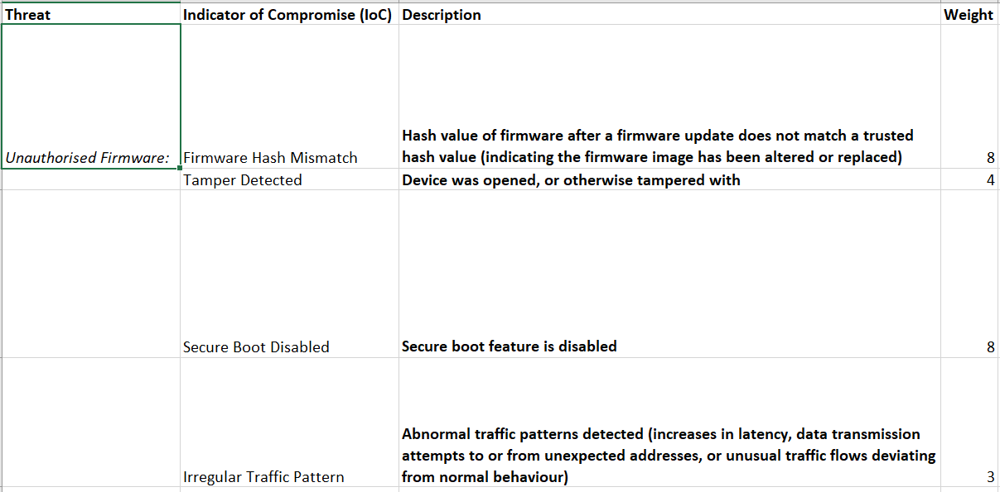 Threat Indicator of Compromise (IoC) Description Weight
Hash value of firmware after a firmware update does not match a trusted
Unauthorised Firmware: Firmware Hash Mismatch hash value (indicating the firmware image has been altered or replaced) 8
Tamper Detected Device was opened, or otherwise tampered with 4
Secure Boot Disabled Secure boot feature is disabled 8
Abnormal traffic patterns detected (increases in latency, data transmission
attempts to or from unexpected addresses, or unusual traffic flows deviating
Irregular Traffic Pattern from normal behaviour) 3